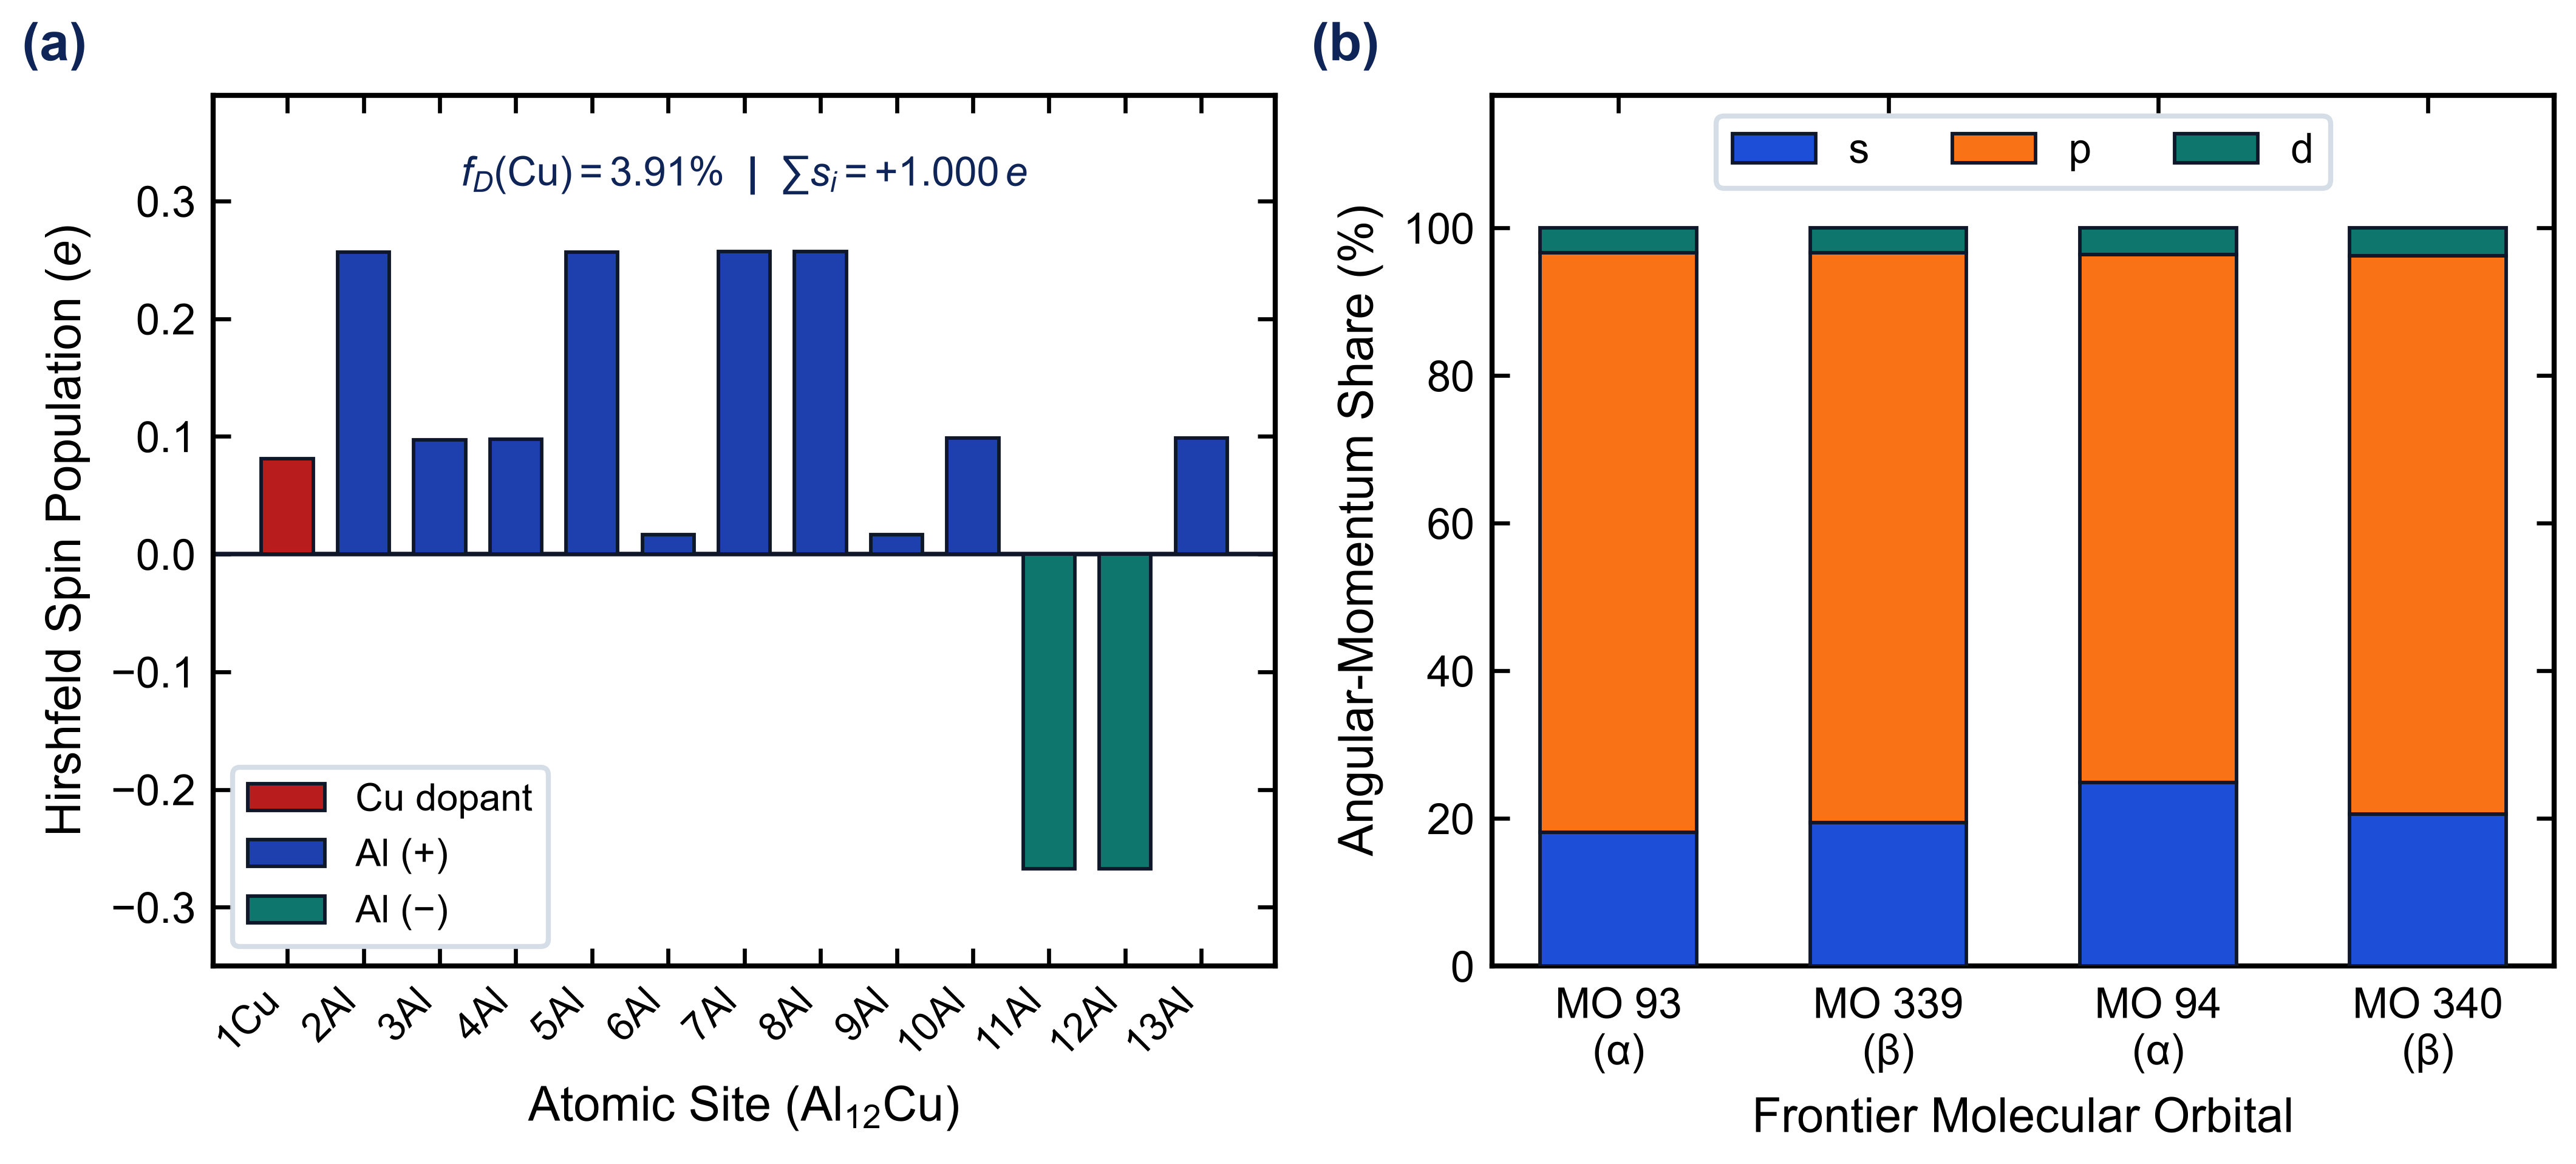 (a)
f_D(Cu) = 3.91% | ∑s_i = +1.000 e
Hirshfeld Spin Population (e)
0.3
0.2
0.1
0.0
−0.1
−0.2
−0.3
Cu dopant
Al (+)
Al (−)
1Cu
2Al
3Al
4Al
5Al
6Al
7Al
8Al
9Al
10Al
11Al
12Al
13Al
Atomic Site (Al₁₂Cu)
(b)
s
p
d
Angular-Momentum Share (%)
100
80
60
40
20
0
MO 93
(α)
MO 339
(β)
MO 94
(α)
MO 340
(β)
Frontier Molecular Orbital